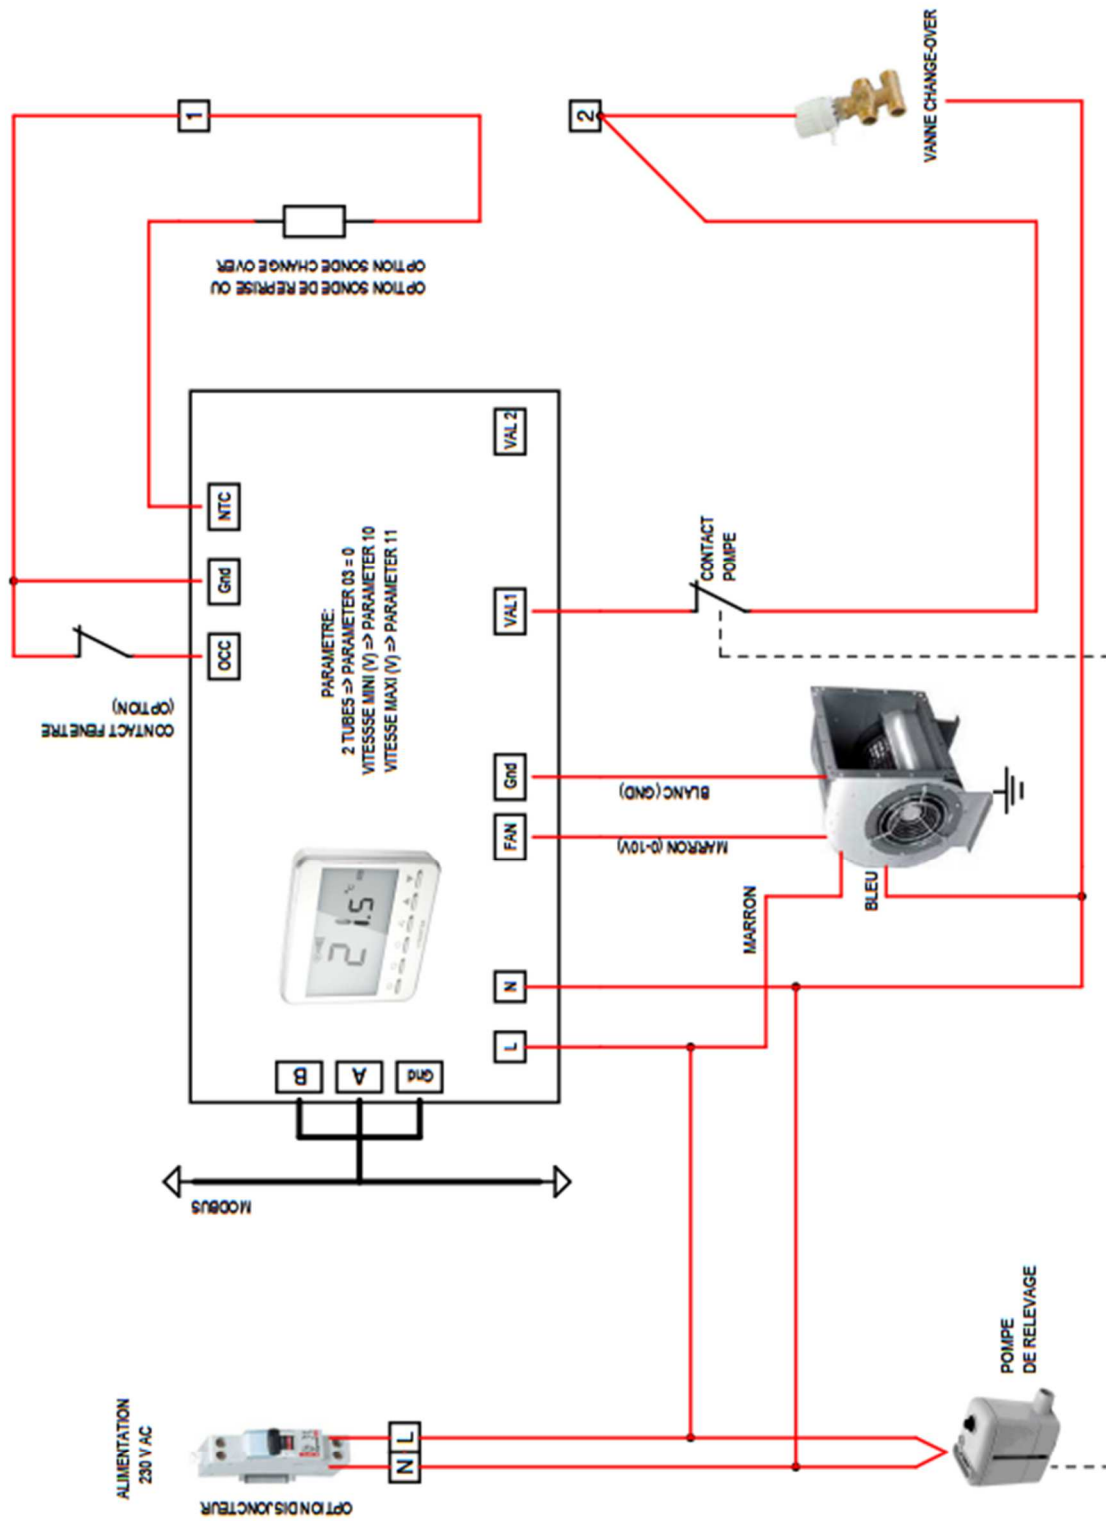 1
OPTION SONDE DE REPRISE OU
OPTION SONDE CHANGE OVER
2
VANNE CHANGE-OVER
CONTACT FENETRE
(OPTION)
OCC
Gnd
NTC
PARAMETRE:
2 TUBES => PARAMETER 03 = 0
VITESSE MINI (V) => PARAMETER 10
VITESSE MAXI (V) => PARAMETER 11
21.5
°C
L
N
FAN
Gnd
VAL1
VAL 2
CONTACT
POMPE
BLANC (GND)
MARRON (0-10V)
MARRON
BLEU
B
A
Gnd
MODBUS
ALIMENTATION
230 V AC
OPTION DISJONCTEUR
N L
POMPE
DE RELEVAGE